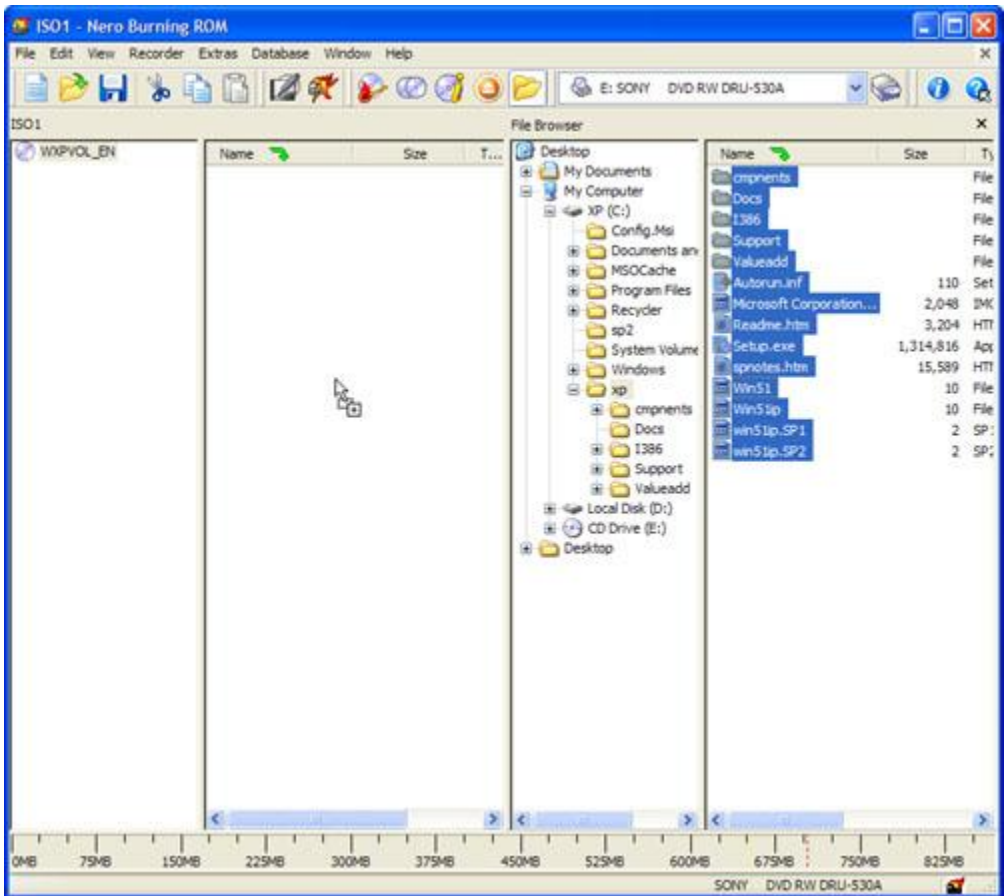 ISO1 - Nero Burning ROM
File Edit View Recorder Extras Database Window Help
E: SONY DVD RW DRU-530A
ISO1
File Browser
WXPVOL_EN
Name Size T...
Desktop
My Documents
My Computer
XP (C:)
Config.Msi
Documents an
MSOCache
Program Files
Recycler
sp2
System Volume
Windows
xp
cmpnents
Docs
I386
Support
Valueadd
Local Disk (D:)
CD Drive (E:)
Desktop
Name Size Ty
cmpnents File
Docs File
I386 File
Support File
Valueadd File
Autorun.inf 110 Set
Microsoft Corporation... 2,048 IMG
Readme.htm 3,204 HTM
Setup.exe 1,314,816 App
spnotes.htm 15,589 HTM
Win51 10 File
Win51ip 10 File
win51ip.SP1 2 SP1
win51ip.SP2 2 SP2
0MB 75MB 150MB 225MB 300MB 375MB 450MB 525MB 600MB 675MB 750MB 825MB
SONY DVD RW DRU-530A